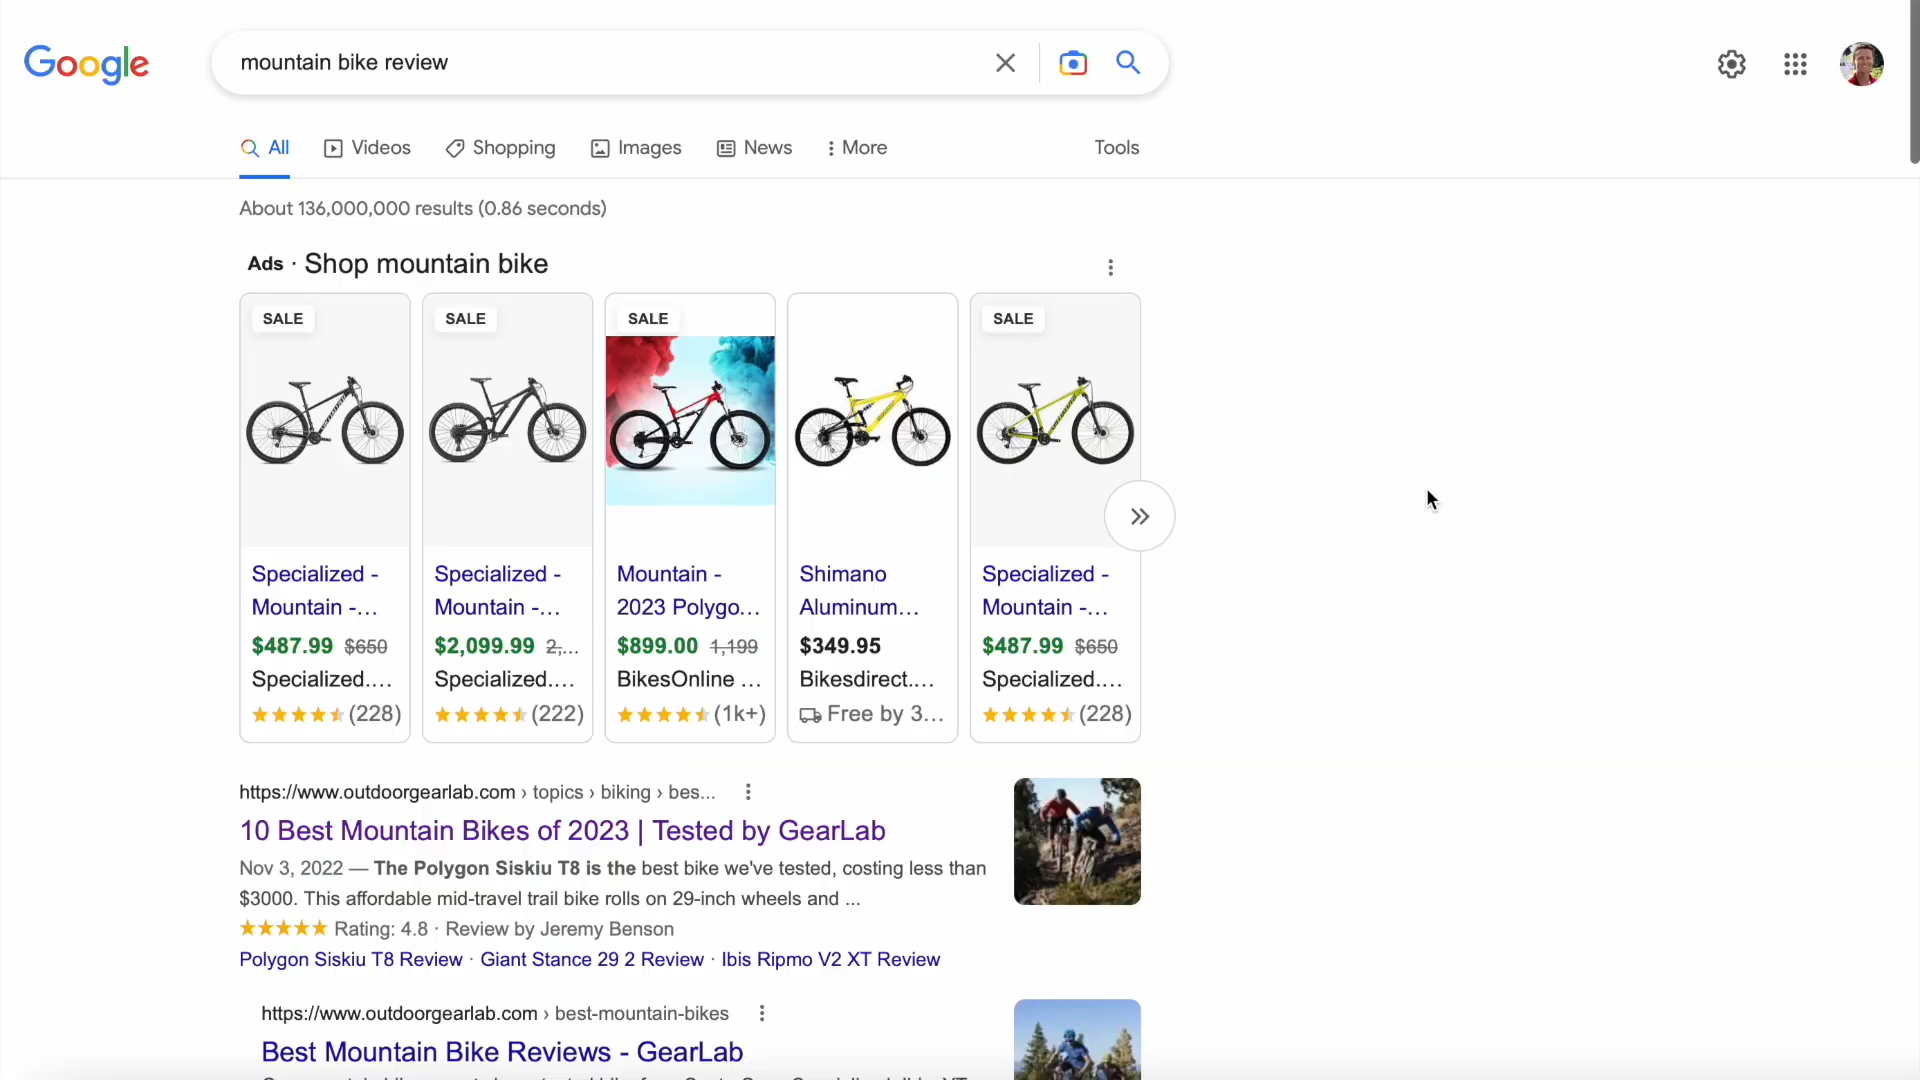 Google
mountain bike review
All
Videos
Shopping
Images
News
More
Tools
About 136,000,000 results (0.86 seconds)
Ads · Shop mountain bike
SALE
Specialized -
Mountain -...
$487.99 $650
Specialized....
(228)
SALE
Specialized -
Mountain -...
$2,099.99 2,...
Specialized....
(222)
SALE
Mountain -
2023 Polygo...
$899.00 1,199
BikesOnline ...
(1k+)
Shimano
Aluminum...
$349.95
Bikesdirect....
Free by 3...
SALE
Specialized -
Mountain -...
$487.99 $650
Specialized....
(228)
https://www.outdoorgearlab.com › topics › biking › bes...
10 Best Mountain Bikes of 2023 | Tested by GearLab
Nov 3, 2022 — The Polygon Siskiu T8 is the best bike we've tested, costing less than
$3000. This affordable mid-travel trail bike rolls on 29-inch wheels and ...
Rating: 4.8 · Review by Jeremy Benson
Polygon Siskiu T8 Review · Giant Stance 29 2 Review · Ibis Ripmo V2 XT Review
https://www.outdoorgearlab.com › best-mountain-bikes
Best Mountain Bike Reviews - GearLab